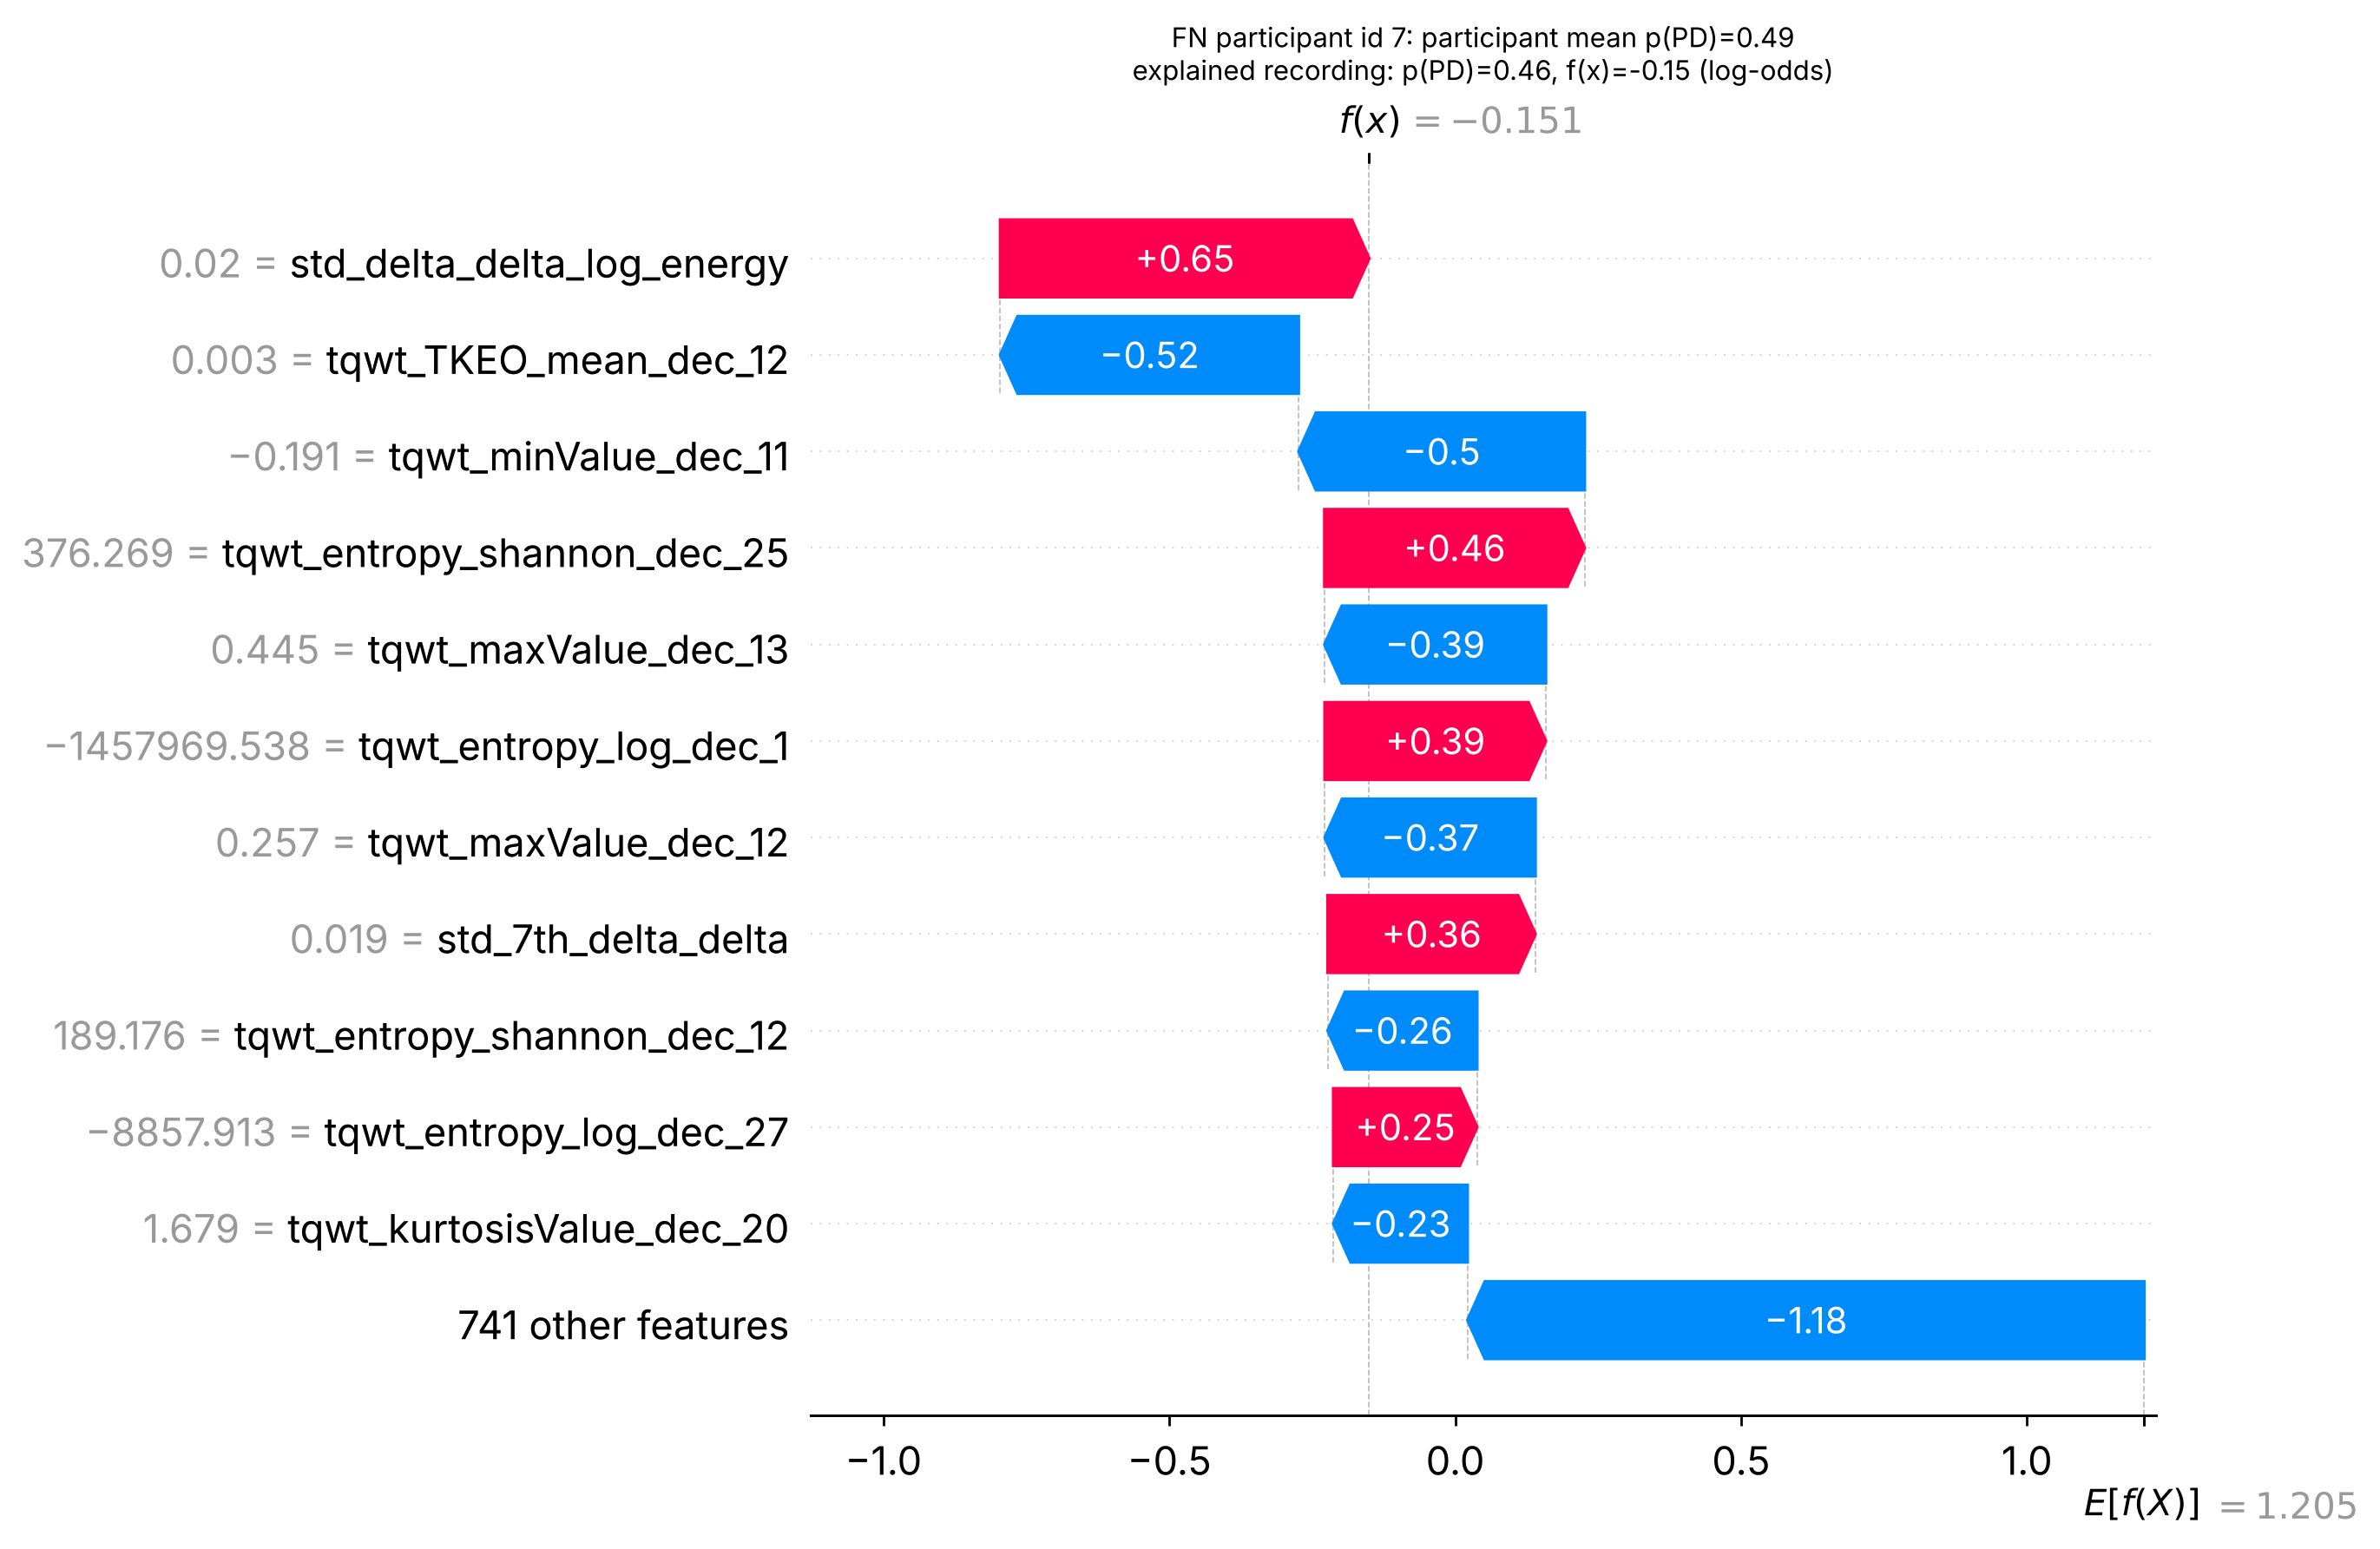 FN participant id 7: participant mean p(PD)=0.49
explained recording: p(PD)=0.46, f(x)=-0.15 (log-odds)
f(x) = −0.151
0.02 = std_delta_delta_log_energy +0.65
0.003 = tqwt_TKEO_mean_dec_12 −0.52
−0.191 = tqwt_minValue_dec_11 −0.5
376.269 = tqwt_entropy_shannon_dec_25 +0.46
0.445 = tqwt_maxValue_dec_13 −0.39
−1457969.538 = tqwt_entropy_log_dec_1 +0.39
0.257 = tqwt_maxValue_dec_12 −0.37
0.019 = std_7th_delta_delta +0.36
189.176 = tqwt_entropy_shannon_dec_12 −0.26
−8857.913 = tqwt_entropy_log_dec_27 +0.25
1.679 = tqwt_kurtosisValue_dec_20 −0.23
741 other features −1.18
−1.0 −0.5 0.0 0.5 1.0
E[f(X)] = 1.205